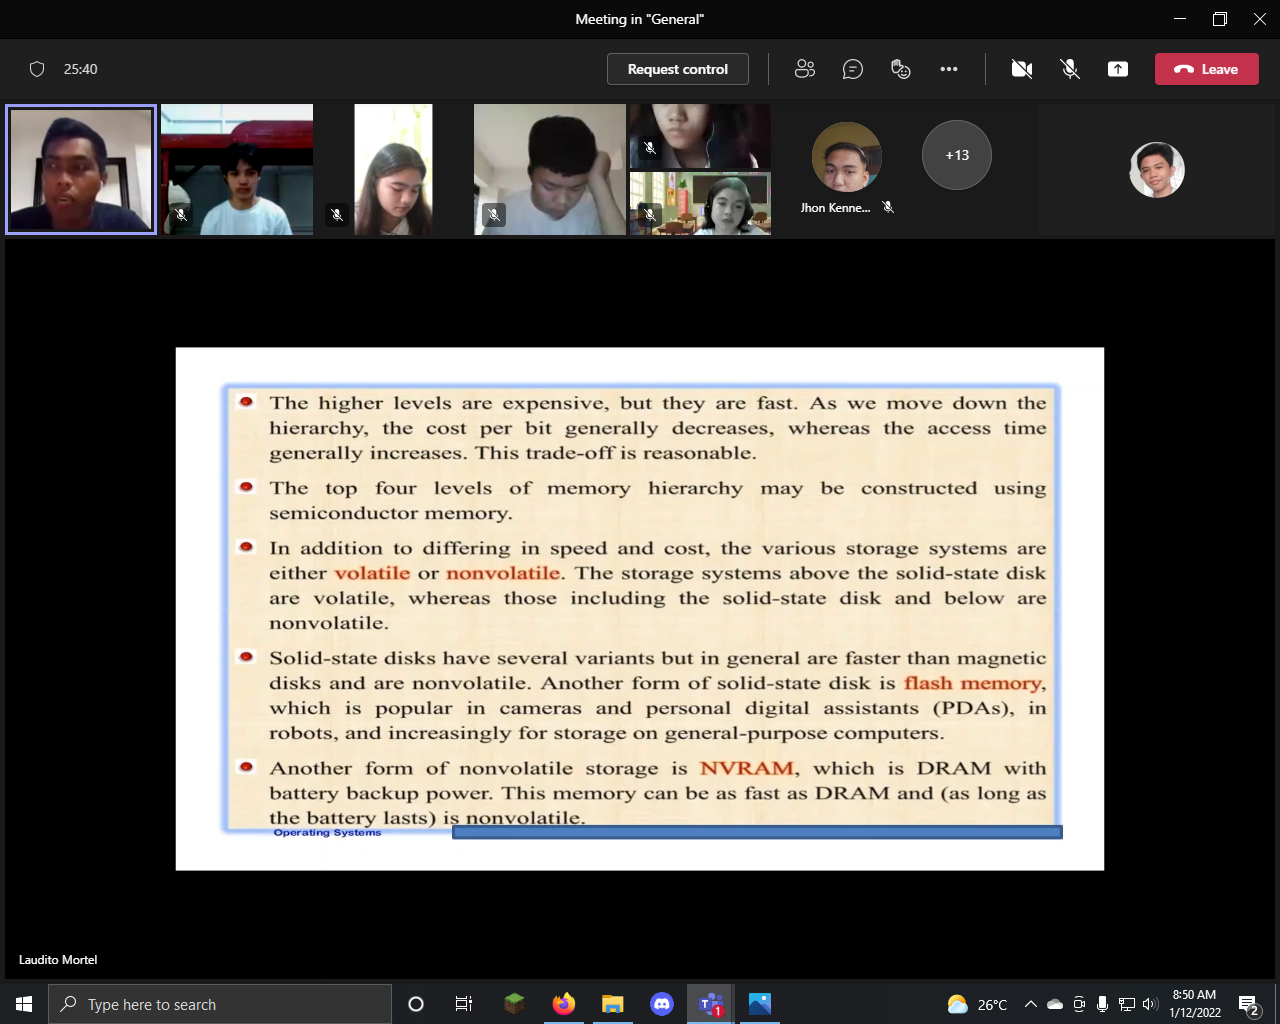 Meeting in "General"
25:40
Request control
Leave
Jhon Kenne...
+13
The higher levels are expensive, but they are fast. As we move down the
hierarchy, the cost per bit generally decreases, whereas the access time
generally increases. This trade-off is reasonable.
The top four levels of memory hierarchy may be constructed using
semiconductor memory.
In addition to differing in speed and cost, the various storage systems are
either volatile or nonvolatile. The storage systems above the solid-state disk
are volatile, whereas those including the solid-state disk and below are
nonvolatile.
Solid-state disks have several variants but in general are faster than magnetic
disks and are nonvolatile. Another form of solid-state disk is flash memory,
which is popular in cameras and personal digital assistants (PDAs), in
robots, and increasingly for storage on general-purpose computers.
Another form of nonvolatile storage is NVRAM, which is DRAM with
battery backup power. This memory can be as fast as DRAM and (as long as
the battery lasts) is nonvolatile.
Operating Systems
Laudito Mortel
Type here to search
T
1
26°C
8:50 AM
1/12/2022
2